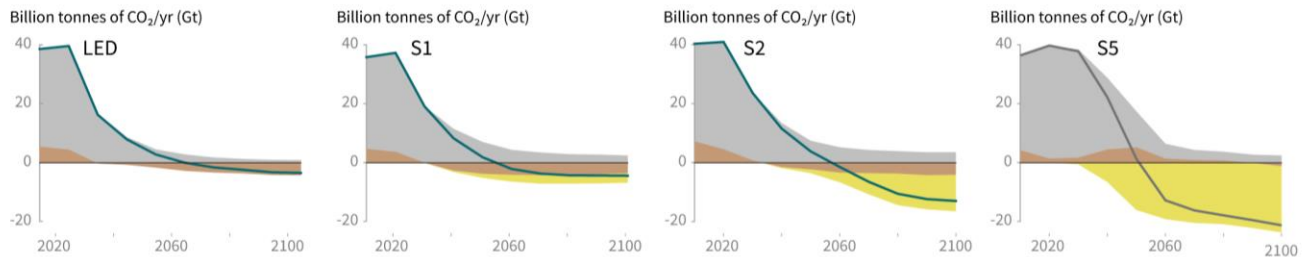 Billion tonnes of CO₂/yr (Gt) Billion tonnes of CO₂/yr (Gt) Billion tonnes of CO₂/yr (Gt) Billion tonnes of CO₂/yr (Gt)
40 LED 40 S1 40 S2 40 S5
20 20 20 20
0 0 0 0
-20 -20 -20 -20
2020 2060 2100 2020 2060 2100 2020 2060 2100 2020 2060 2100